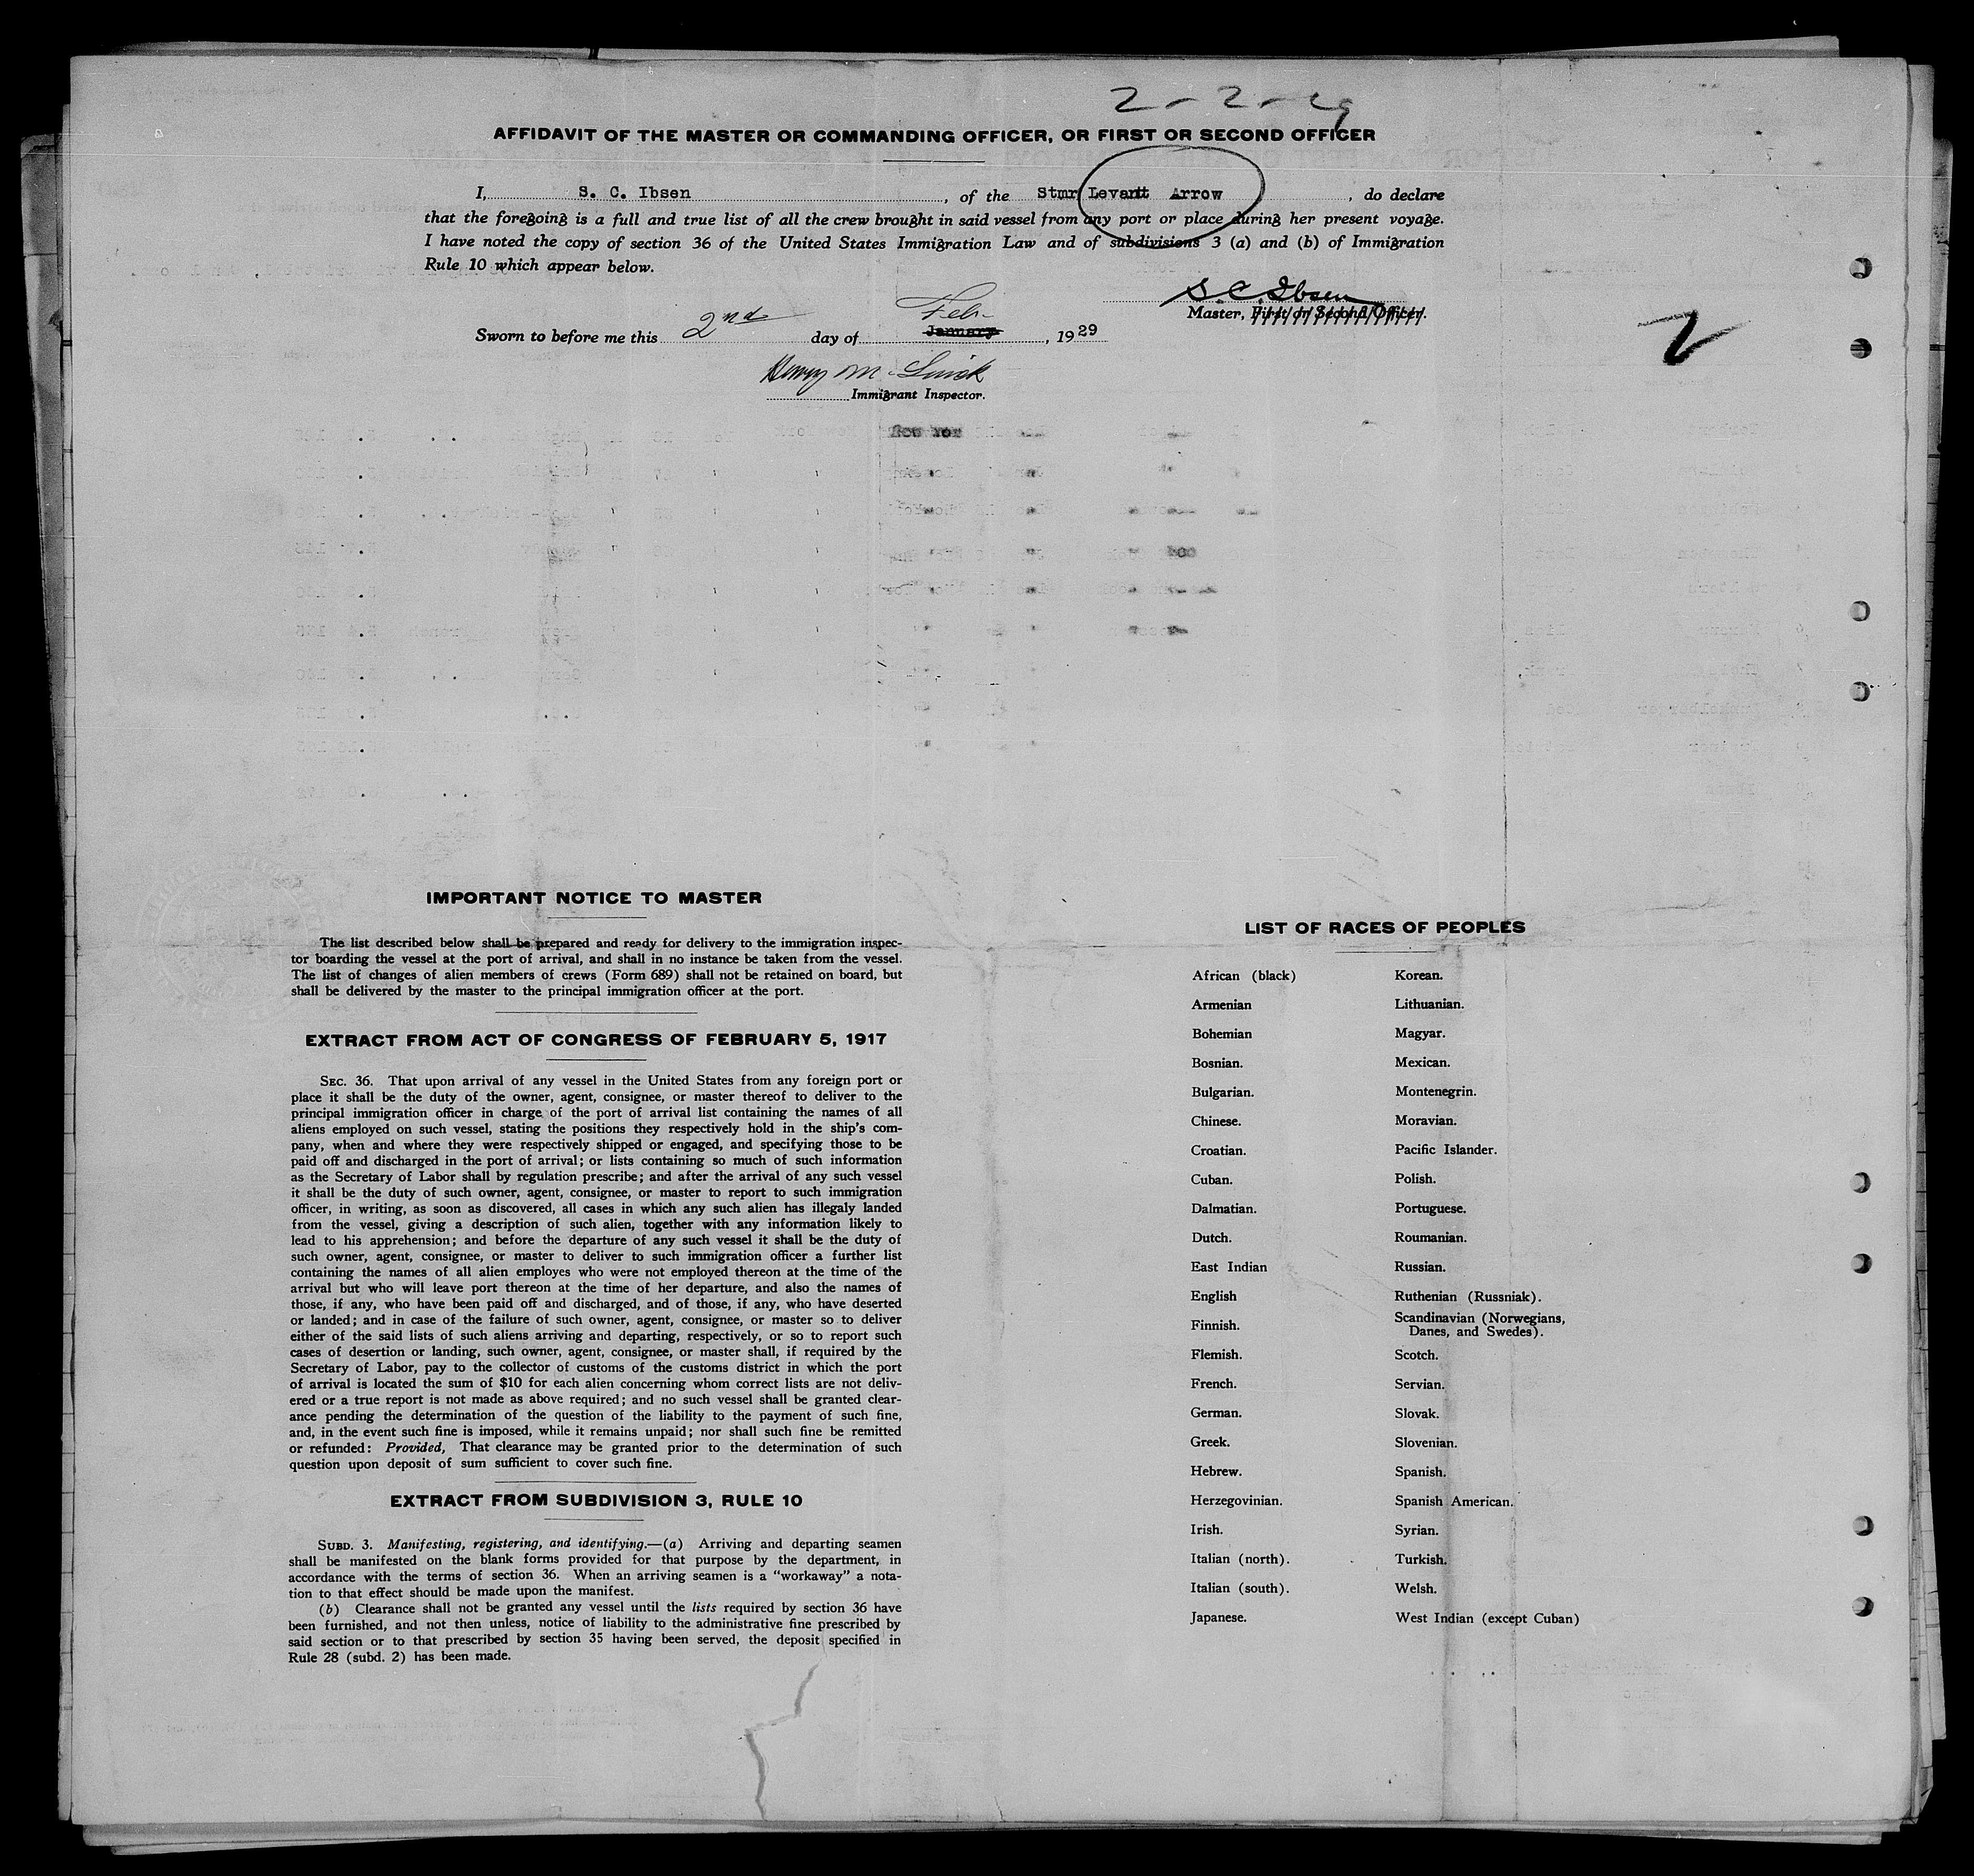 2-2-29
AFFIDAVIT OF THE MASTER OR COMMANDING OFFICER, OR FIRST OR SECOND OFFICER
I, S. C. Ibsen, of the Stmr Levant Arrow, do declare
that the foregoing is a full and true list of all the crew brought in said vessel from any port or place during her present voyage.
I have noted the copy of section 36 of the United States Immigration Law and of subdivisions 3 (a) and (b) of Immigration
Rule 10 which appear below.
S. C. Ibsen
Master, First or Second Officer.
Sworn to before me this 2nd day of January Feb., 1929
2
Henry M.
Immigrant Inspector.
IMPORTANT NOTICE TO MASTER
The list described below shall be prepared and ready for delivery to the immigration inspec-
tor boarding the vessel at the port of arrival, and shall in no instance be taken from the vessel.
The list of changes of alien members of crews (Form 689) shall not be retained on board, but
shall be delivered by the master to the principal immigration officer at the port.
EXTRACT FROM ACT OF CONGRESS OF FEBRUARY 5, 1917
SEC. 36. That upon arrival of any vessel in the United States from any foreign port or
place it shall be the duty of the owner, agent, consignee, or master thereof to deliver to the
principal immigration officer in charge of the port of arrival list containing the names of all
aliens employed on such vessel, stating the positions they respectively hold in the ship's com-
pany, when and where they were respectively shipped or engaged, and specifying those to be
paid off and discharged in the port of arrival; or lists containing so much of such information
as the Secretary of Labor shall by regulation prescribe; and after the arrival of any such vessel
it shall be the duty of such owner, agent, consignee, or master to report to such immigration
officer, in writing, as soon as discovered, all cases in which any such alien has illegaly landed
from the vessel, giving a description of such alien, together with any information likely to
lead to his apprehension; and before the departure of any such vessel it shall be the duty of
such owner, agent, consignee, or master to deliver to such immigration officer a further list
containing the names of all alien employes who were not employed thereon at the time of the
arrival but who will leave port thereon at the time of her departure, and also the names of
those, if any, who have been paid off and discharged, and of those, if any, who have deserted
or landed; and in case of the failure of such owner, agent, consignee, or master so to deliver
either of the said lists of such aliens arriving and departing, respectively, or so to report such
cases of desertion or landing, such owner, agent, consignee, or master shall, if required by the
Secretary of Labor, pay to the collector of customs of the customs district in which the port
of arrival is located the sum of $10 for each alien concerning whom correct lists are not deliv-
ered or a true report is not made as above required; and no such vessel shall be granted clear-
ance pending the determination of the question of the liability to the payment of such fine,
and, in the event such fine is imposed, while it remains unpaid; nor shall such fine be remitted
or refunded: Provided, That clearance may be granted prior to the determination of such
question upon deposit of sum sufficient to cover such fine.
EXTRACT FROM SUBDIVISION 3, RULE 10
SUBD. 3. Manifesting, registering, and identifying.—(a) Arriving and departing seamen
shall be manifested on the blank forms provided for that purpose by the department, in
accordance with the terms of section 36. When an arriving seamen is a "workaway" a nota-
tion to that effect should be made upon the manifest.
(b) Clearance shall not be granted any vessel until the lists required by section 36 have
been furnished, and not then unless, notice of liability to the administrative fine prescribed by
said section or to that prescribed by section 35 having been served, the deposit specified in
Rule 28 (subd. 2) has been made.
LIST OF RACES OF PEOPLES
African (black) Korean.
Armenian Lithuanian.
Bohemian Magyar.
Bosnian. Mexican.
Bulgarian. Montenegrin.
Chinese. Moravian.
Croatian. Pacific Islander.
Cuban. Polish.
Dalmatian. Portuguese.
Dutch. Roumanian.
East Indian Russian.
English Ruthenian (Russniak).
Finnish. Scandinavian (Norwegians,
Danes, and Swedes).
Flemish. Scotch.
French. Servian.
German. Slovak.
Greek. Slovenian.
Hebrew. Spanish.
Herzegovinian. Spanish American.
Irish. Syrian.
Italian (north). Turkish.
Italian (south). Welsh.
Japanese. West Indian (except Cuban)